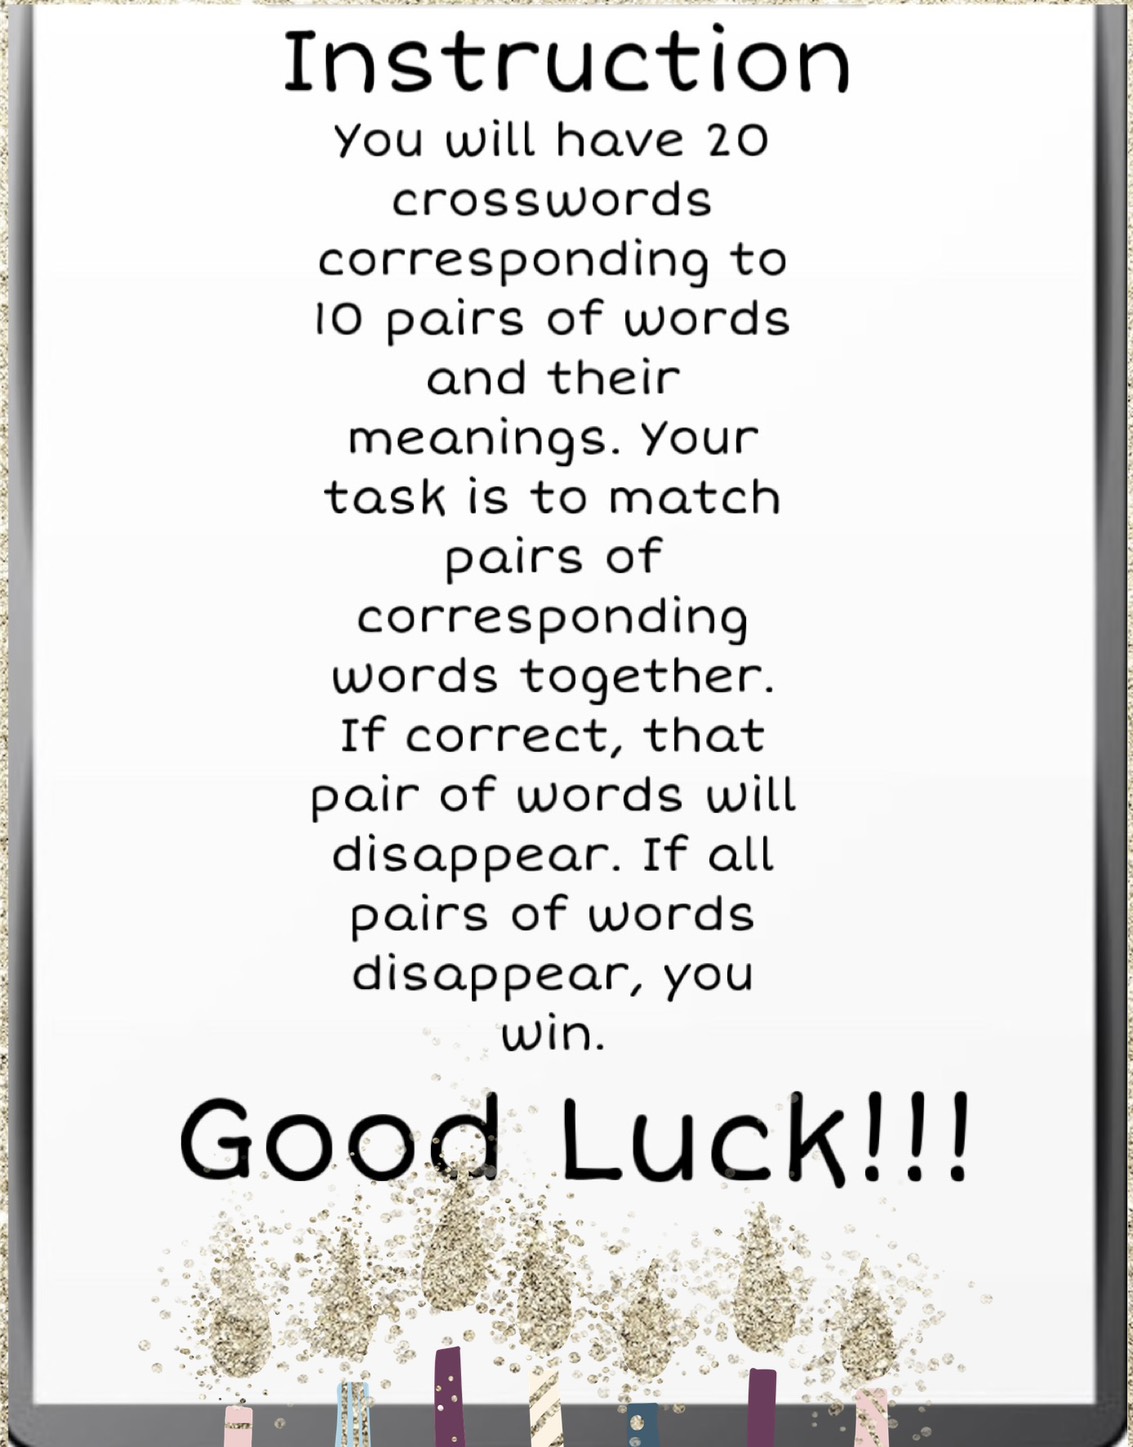 Instruction
You will have 20
crosswords
corresponding to
10 pairs of words
and their
meanings. Your
task is to match
pairs of
corresponding
words together.
If correct, that
pair of words will
disappear. If all
pairs of words
disappear, you
win.
Good Luck!!!